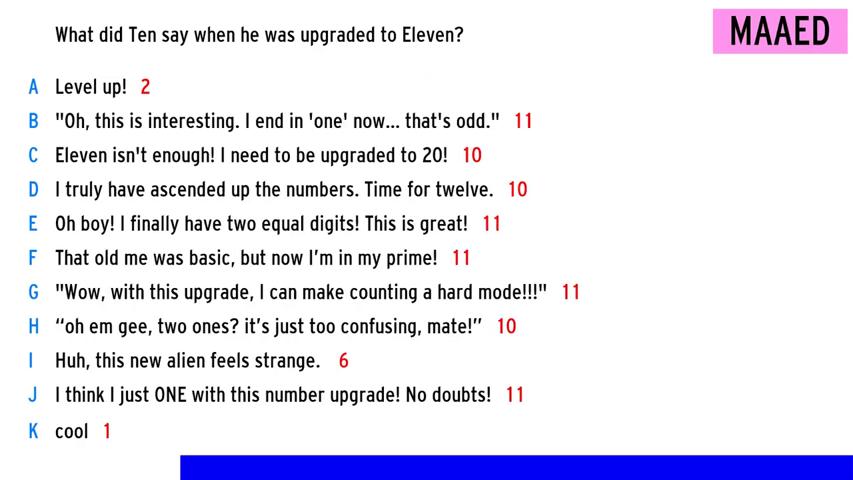 What did Ten say when he was upgraded to Eleven?
MAAED
A Level up! 2
B "Oh, this is interesting. I end in 'one' now... that's odd." 11
C Eleven isn't enough! I need to be upgraded to 20! 10
D I truly have ascended up the numbers. Time for twelve. 10
E Oh boy! I finally have two equal digits! This is great! 11
F That old me was basic, but now I’m in my prime! 11
G "Wow, with this upgrade, I can make counting a hard mode!!!" 11
H “oh em gee, two ones? it’s just too confusing, mate!” 10
I Huh, this new alien feels strange. 6
J I think I just ONE with this number upgrade! No doubts! 11
K cool 1